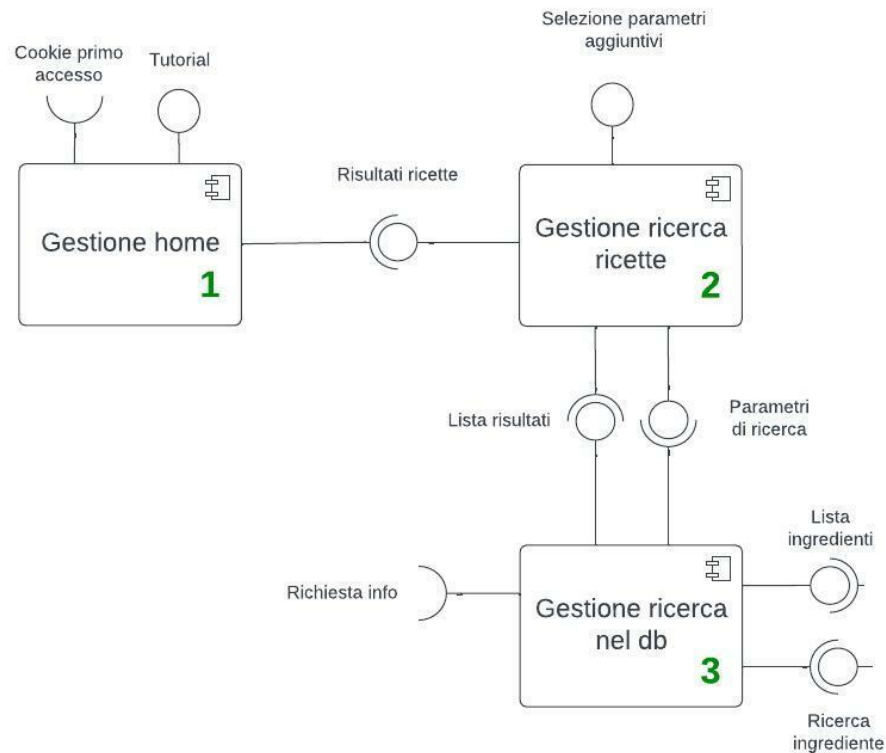 Cookie primo
accesso
Tutorial
Selezione parametri
aggiuntivi
Risultati ricette
Gestione home
1
Gestione ricerca
ricette
2
Lista risultati
Parametri
di ricerca
Lista
ingredienti
Richiesta info
Gestione ricerca
nel db
3
Ricerca
ingrediente